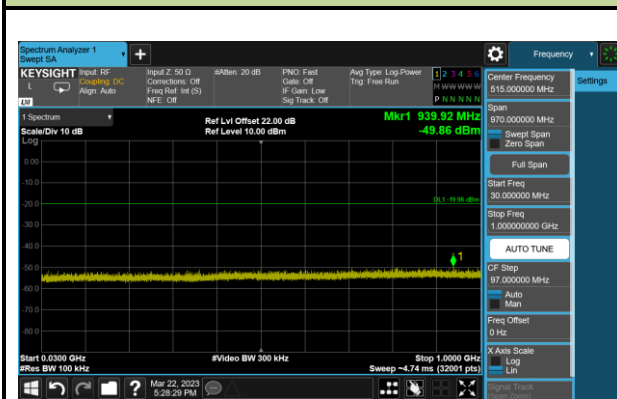 Spectrum Analyzer 1
Swept SA
+
Frequency
KEYSIGHT
L
LXI
Input: RF
Coupling: DC
Align: Auto
Input Z: 50 Ω
Corrections: Off
Freq Ref: Int (S)
NFE: Off
#Atten: 20 dB
PNO: Fast
Gate: Off
IF Gain: Low
Sig Track: Off
Avg Type: Log-Power
Trig: Free Run
1 2 3 4 5 6
M W W W W W
P N N N N N
1 Spectrum
Scale/Div 10 dB
Log
Ref Lvl Offset 22.00 dB
Ref Level 10.00 dBm
Mkr1 939.92 MHz
-49.86 dBm
0.00
-10.0
DL1 -19.98 dBm
-20.0
-30.0
-40.0
1
-50.0
-60.0
-70.0
-80.0
Start 0.0300 GHz
#Res BW 100 kHz
#Video BW 300 kHz
Stop 1.0000 GHz
Sweep ~4.74 ms (32001 pts)
Mar 22, 2023
5:28:29 PM
?
Settings
Center Frequency
515.000000 MHz
Span
970.000000 MHz
Swept Span
Zero Span
Full Span
Start Freq
30.000000 MHz
Stop Freq
1.000000000 GHz
AUTO TUNE
CF Step
97.000000 MHz
Auto
Man
Freq Offset
0 Hz
X Axis Scale
Log
Lin
Signal Track
(Span Zoom)